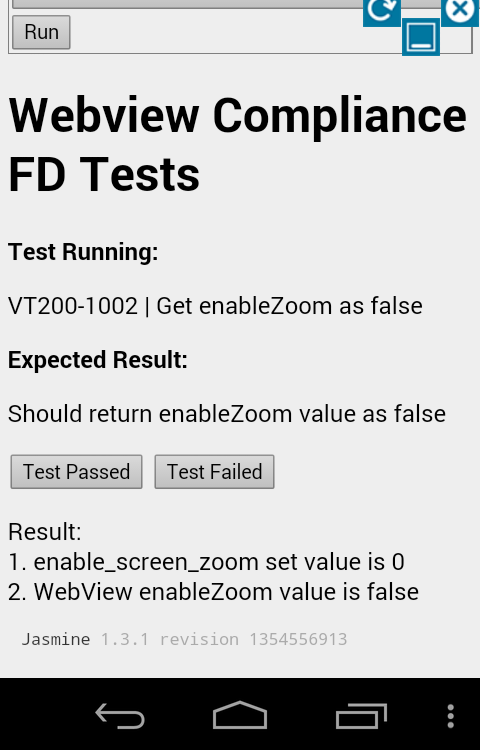 Run
Webview Compliance
FD Tests
Test Running:
VT200-1002 | Get enableZoom as false
Expected Result:
Should return enableZoom value as false
Test Passed Test Failed
Result:
1. enable_screen_zoom set value is 0
2. WebView enableZoom value is false
Jasmine 1.3.1 revision 1354556913